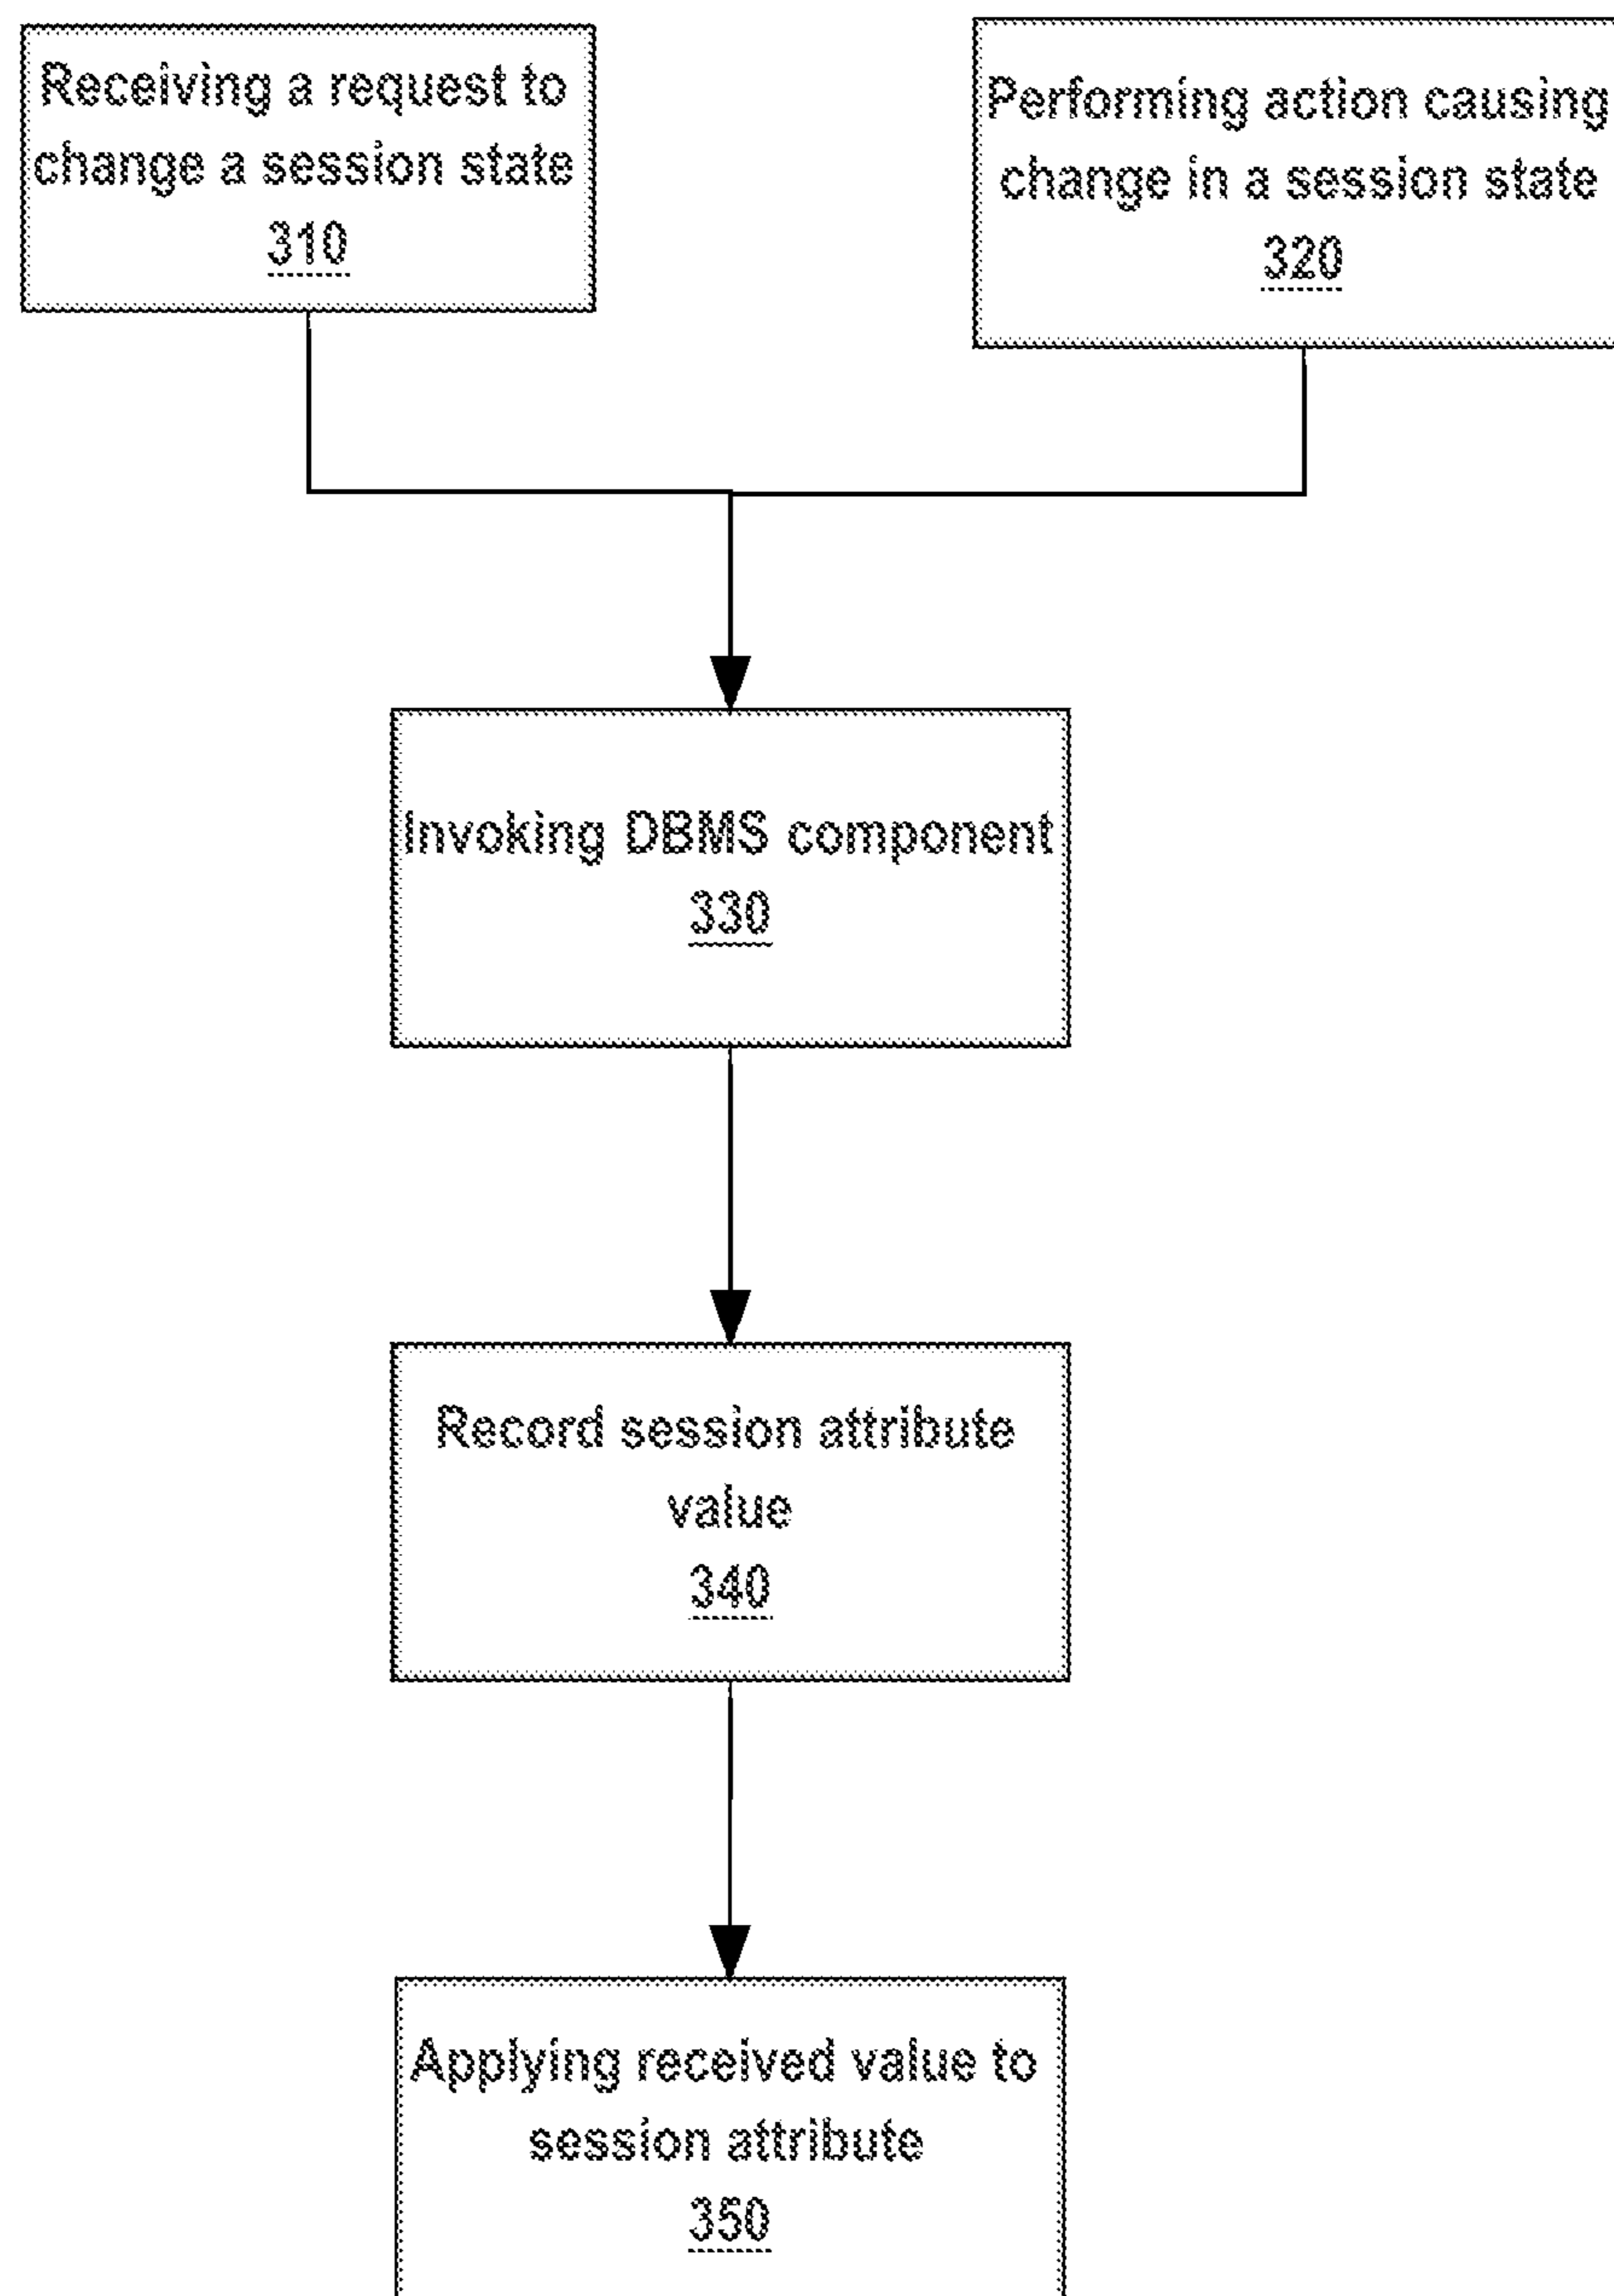 Receiving a request to
change a session state
310
Performing action causing
change in a session state
320
Invoking DBMS component
330
Record session attribute
value
340
Applying received value to
session attribute
350